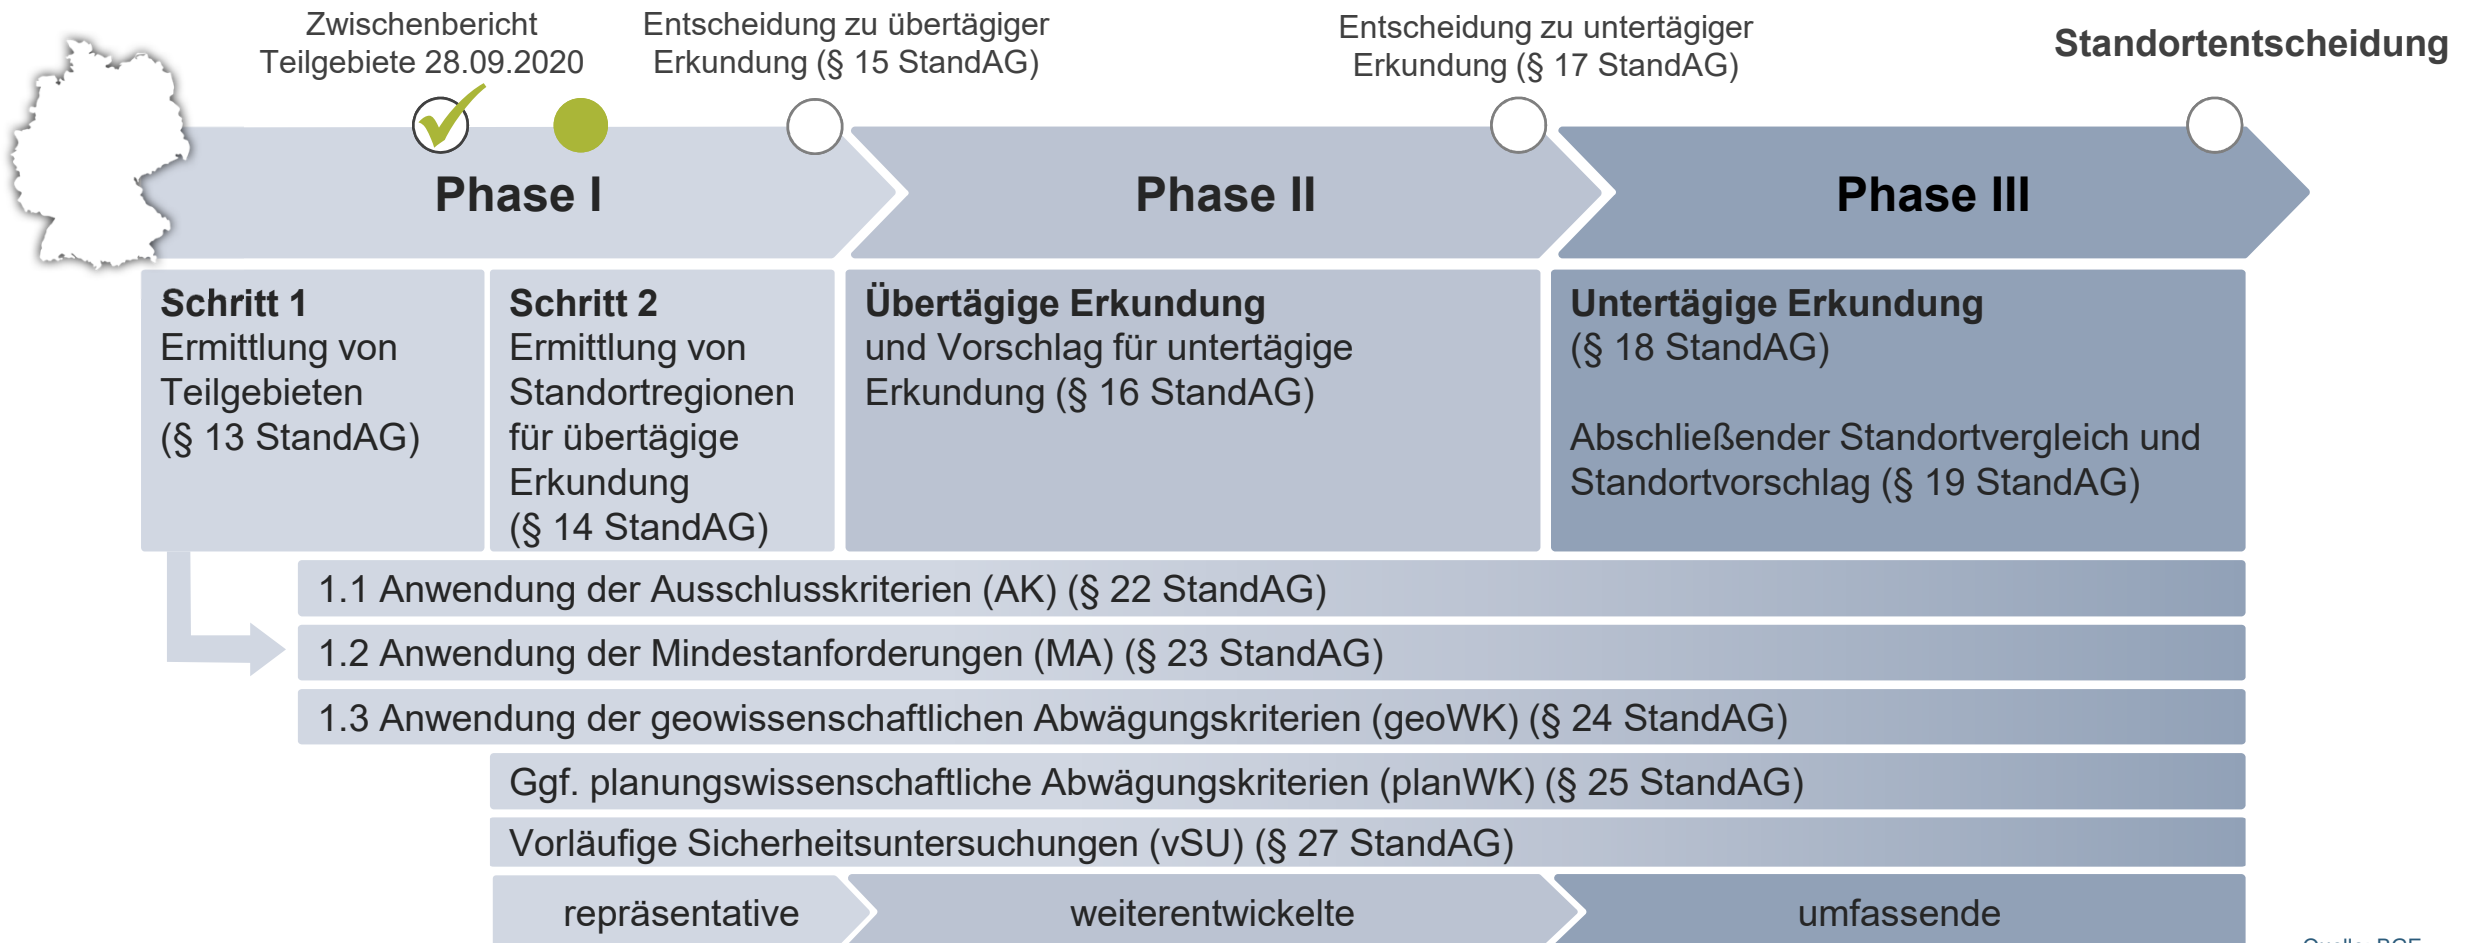 Zwischenbericht
Teilgebiete 28.09.2020
Entscheidung zu übertägiger
Erkundung (§ 15 StandAG)
Entscheidung zu untertägiger
Erkundung (§ 17 StandAG)
Standortentscheidung
Phase I
Phase II
Phase III
Schritt 1
Ermittlung von
Teilgebieten
(§ 13 StandAG)
Schritt 2
Ermittlung von
Standortregionen
für übertägige
Erkundung
(§ 14 StandAG)
Übertägige Erkundung
und Vorschlag für untertägige
Erkundung (§ 16 StandAG)
Untertägige Erkundung
(§ 18 StandAG)
Abschließender Standortvergleich und
Standortvorschlag (§ 19 StandAG)
1.1 Anwendung der Ausschlusskriterien (AK) (§ 22 StandAG)
1.2 Anwendung der Mindestanforderungen (MA) (§ 23 StandAG)
1.3 Anwendung der geowissenschaftlichen Abwägungskriterien (geoWK) (§ 24 StandAG)
Ggf. planungswissenschaftliche Abwägungskriterien (planWK) (§ 25 StandAG)
Vorläufige Sicherheitsuntersuchungen (vSU) (§ 27 StandAG)
repräsentative
weiterentwickelte
umfassende